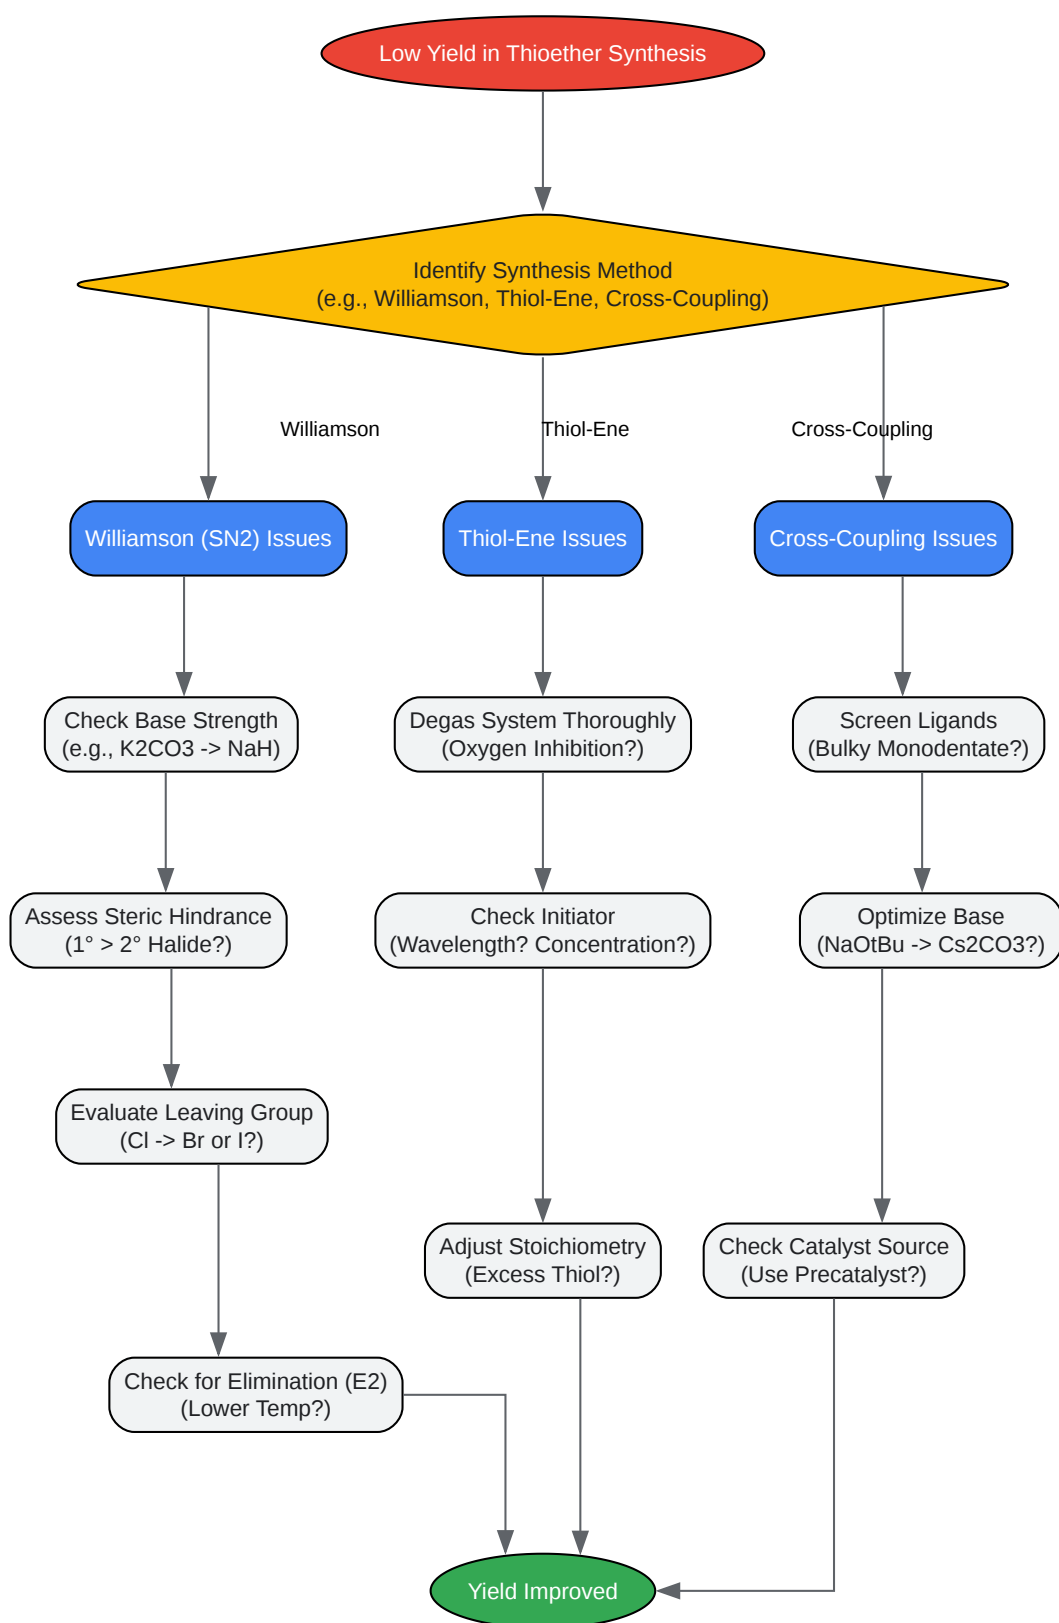 Low Yield in Thioether Synthesis
Identify Synthesis Method
(e.g., Williamson, Thiol-Ene, Cross-Coupling)
Williamson
Thiol-Ene
Cross-Coupling
Williamson (SN2) Issues
Thiol-Ene Issues
Cross-Coupling Issues
Check Base Strength
(e.g., K2CO3 -> NaH)
Degas System Thoroughly
(Oxygen Inhibition?)
Screen Ligands
(Bulky Monodentate?)
Assess Steric Hindrance
(1° > 2° Halide?)
Check Initiator
(Wavelength? Concentration?)
Optimize Base
(NaOtBu -> Cs2CO3?)
Evaluate Leaving Group
(Cl -> Br or I?)
Adjust Stoichiometry
(Excess Thiol?)
Check Catalyst Source
(Use Precatalyst?)
Check for Elimination (E2)
(Lower Temp?)
Yield Improved